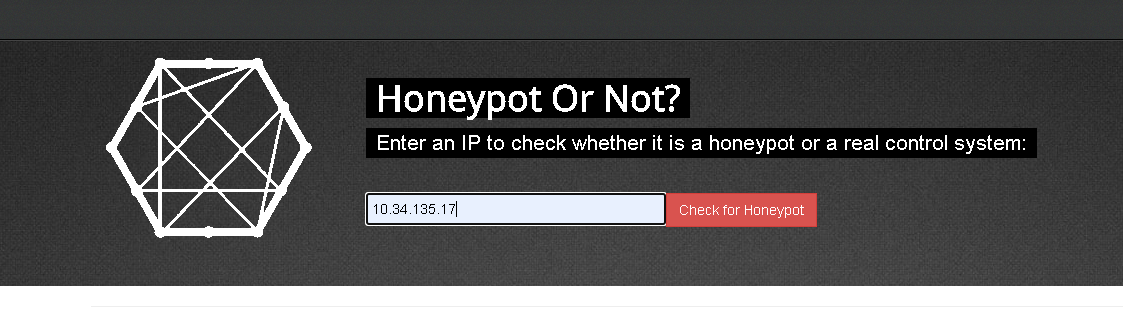 Honeypot Or Not?
Enter an IP to check whether it is a honeypot or a real control system:
10.34.135.17 Check for Honeypot